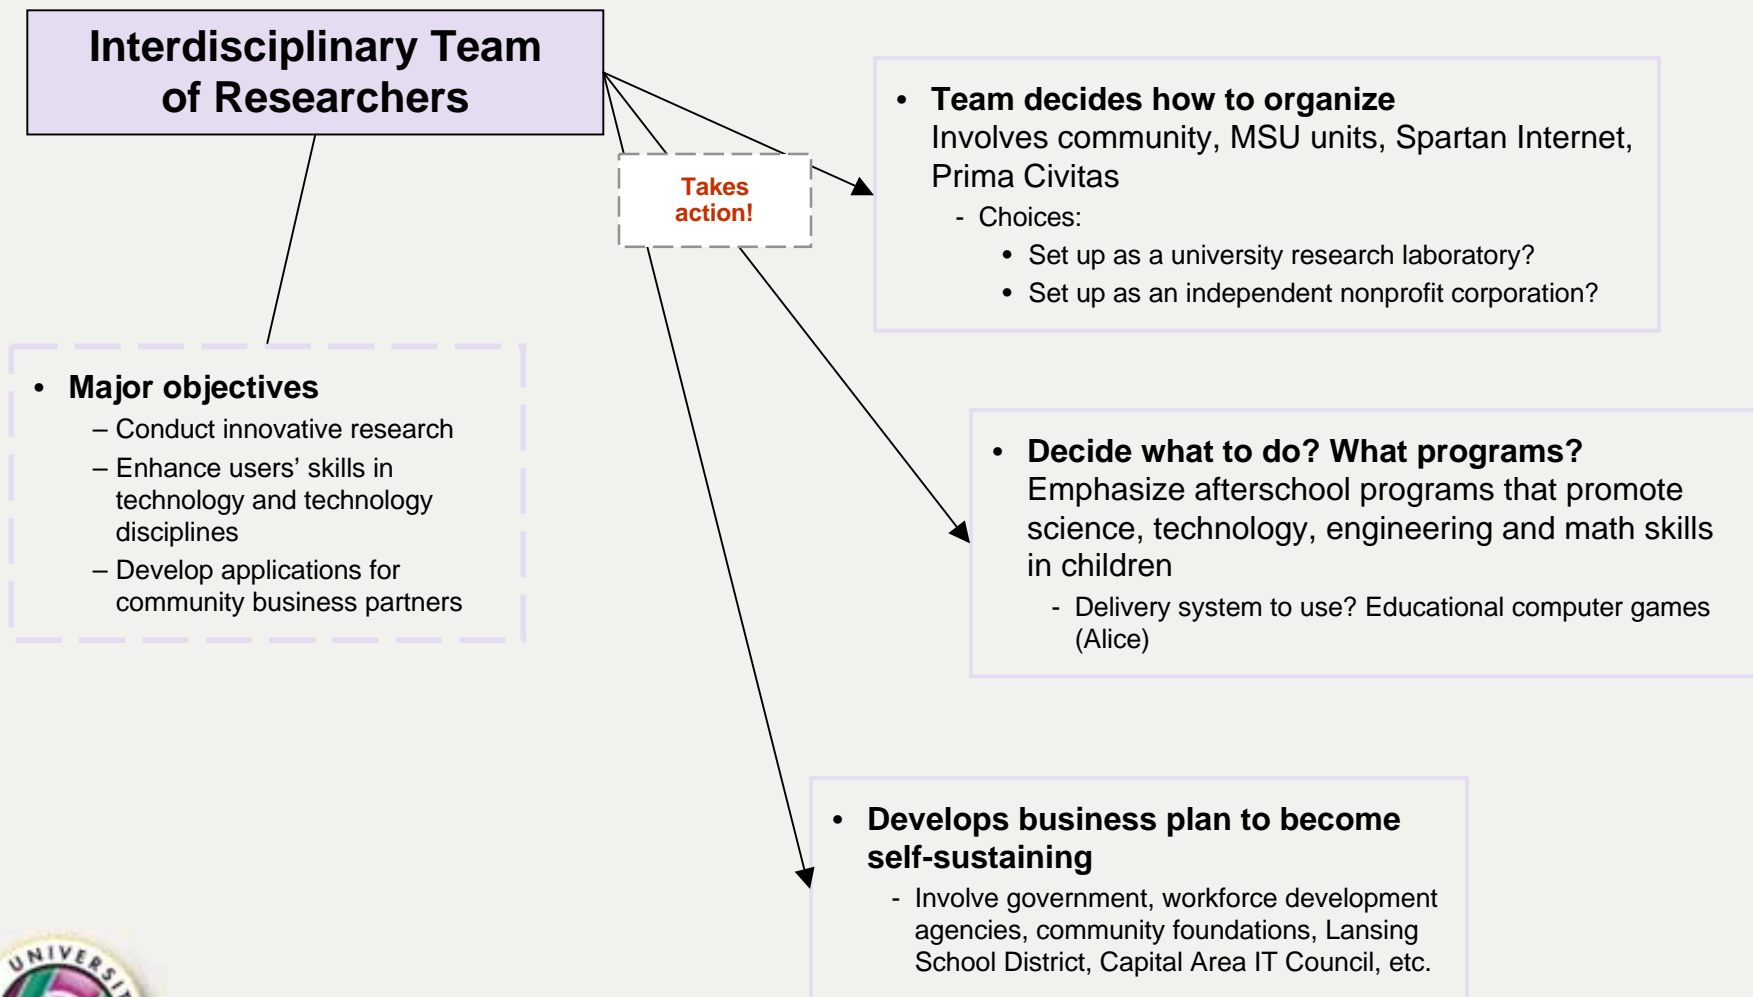 Interdisciplinary Team
of Researchers
Takes
action!
• Team decides how to organize
Involves community, MSU units, Spartan Internet,
Prima Civitas
- Choices:
• Set up as a university research laboratory?
• Set up as an independent nonprofit corporation?
• Major objectives
– Conduct innovative research
– Enhance users’ skills in
technology and technology
disciplines
– Develop applications for
community business partners
• Decide what to do? What programs?
Emphasize afterschool programs that promote
science, technology, engineering and math skills
in children
- Delivery system to use? Educational computer games
(Alice)
• Develops business plan to become
self-sustaining
- Involve government, workforce development
agencies, community foundations, Lansing
School District, Capital Area IT Council, etc.